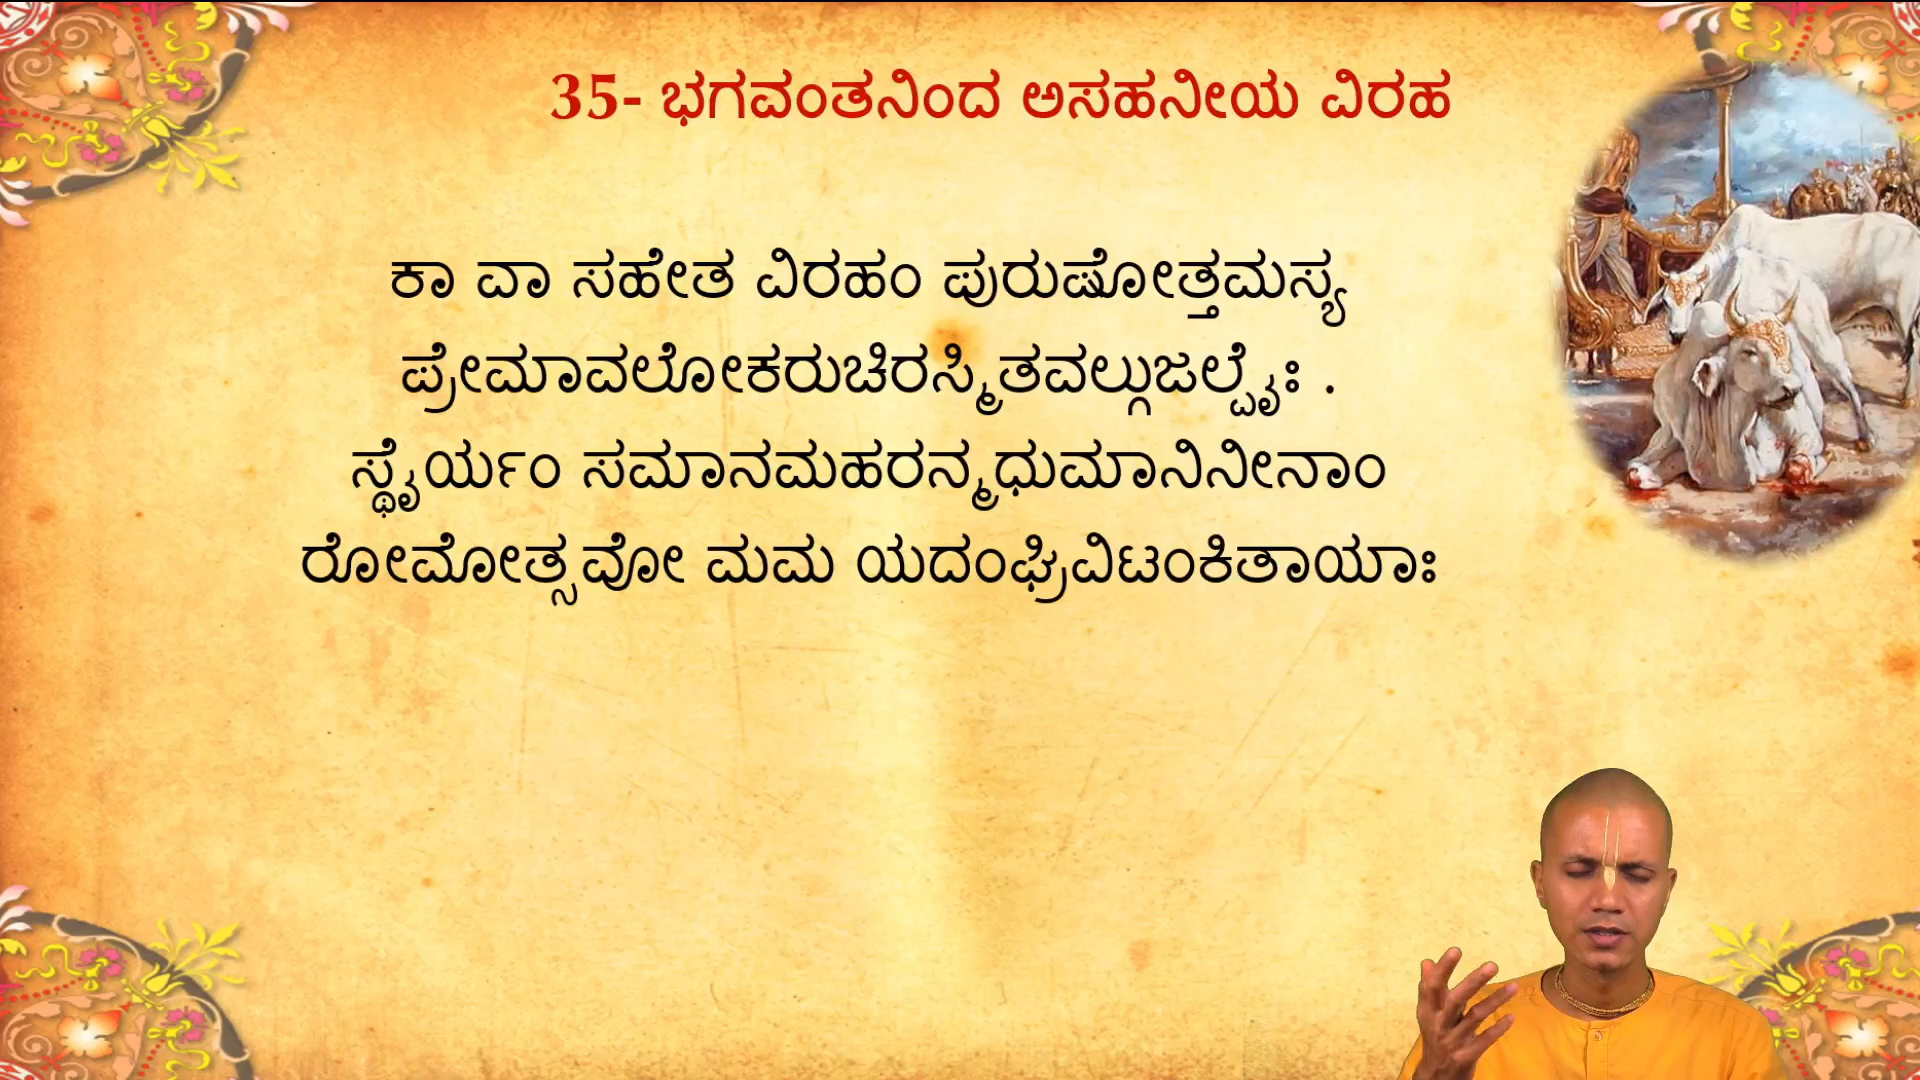 35- ಭಗವಂತನಿಂದ ಅಸಹನೀಯ ವಿರಹ
ಕಾ ವಾ ಸಹೇತ ವಿರಹಂ ಪುರುಷೋತ್ತಮಸ್ಯ
ಪ್ರೇಮಾವಲೋಕರುಚಿರಸ್ಮಿತವಲ್ಗುಜಲ್ಪೈಃ .
ಸ್ಥೈರ್ಯಂ ಸಮಾನಮಹರನ್ಮಧುಮಾನಿನೀನಾಂ
ರೋಮೋತ್ಸವೋ ಮಮ ಯದಂಘ್ರಿವಿಟಂಕಿತಾಯಾಃ